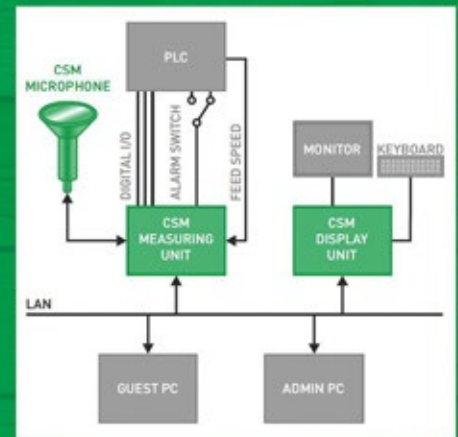 PLC
CSM
MICROPHONE
DIGITAL I/O
ALARM SWITCH
FEED SPEED
MONITOR
KEYBOARD
CSM
MEASURING
UNIT
CSM
DISPLAY
UNIT
LAN
GUEST PC
ADMIN PC